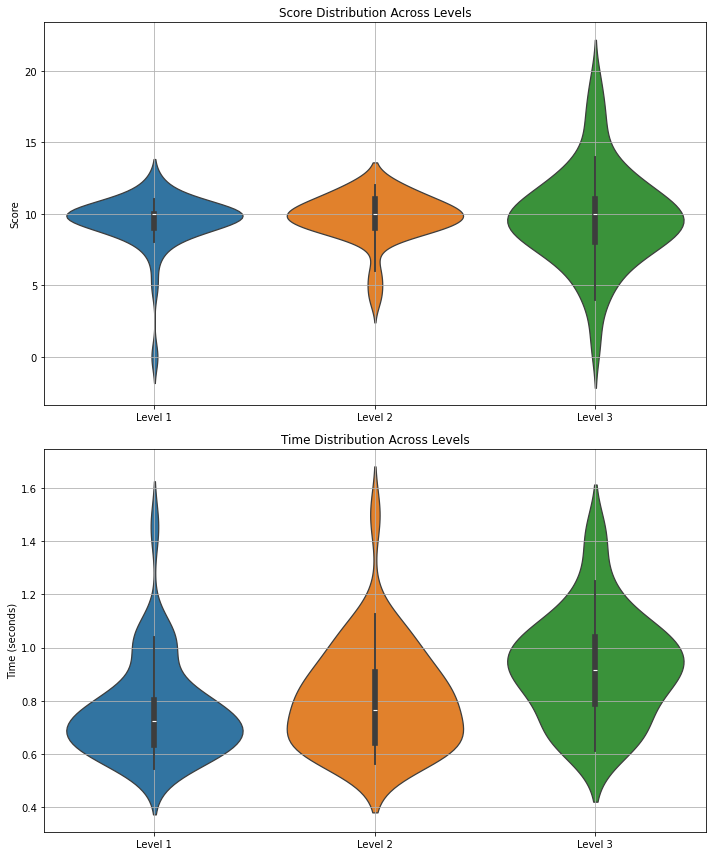 Score Distribution Across Levels
Score
20
15
10
5
0
Level 1 Level 2 Level 3
Time Distribution Across Levels
Time (seconds)
1.6
1.4
1.2
1.0
0.8
0.6
0.4
Level 1 Level 2 Level 3